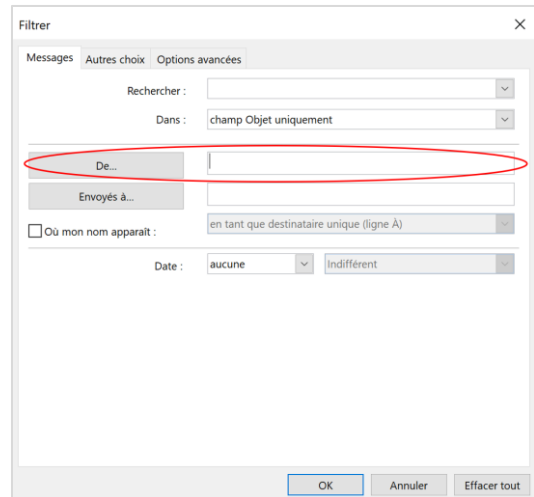 Filtrer
Messages Autres choix Options avancées
Rechercher :
Dans : champ Objet uniquement
De...
Envoyés à...
Où mon nom apparaît : en tant que destinataire unique (ligne À)
Date : aucune Indifférent
OK Annuler Effacer tout